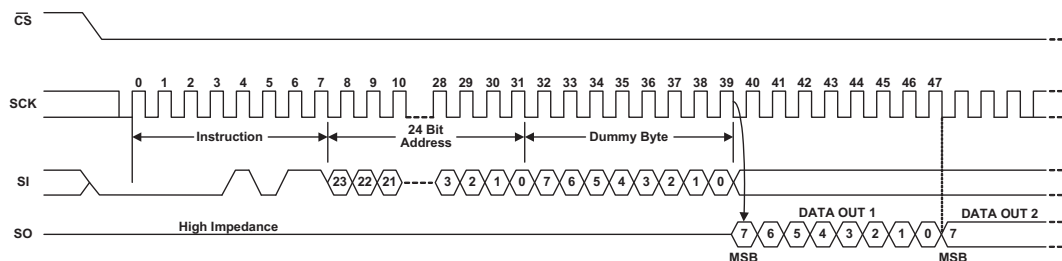 CS
0 1 2 3 4 5 6 7 8 9 10 28 29 30 31 32 33 34 35 36 37 38 39 40 41 42 43 44 45 46 47
SCK
Instruction
24 Bit
Address
Dummy Byte
SI
23 22 21 3 2 1 0 7 6 5 4 3 2 1 0
DATA OUT 1
DATA OUT 2
High Impedance
SO
7 6 5 4 3 2 1 0 7
MSB
MSB